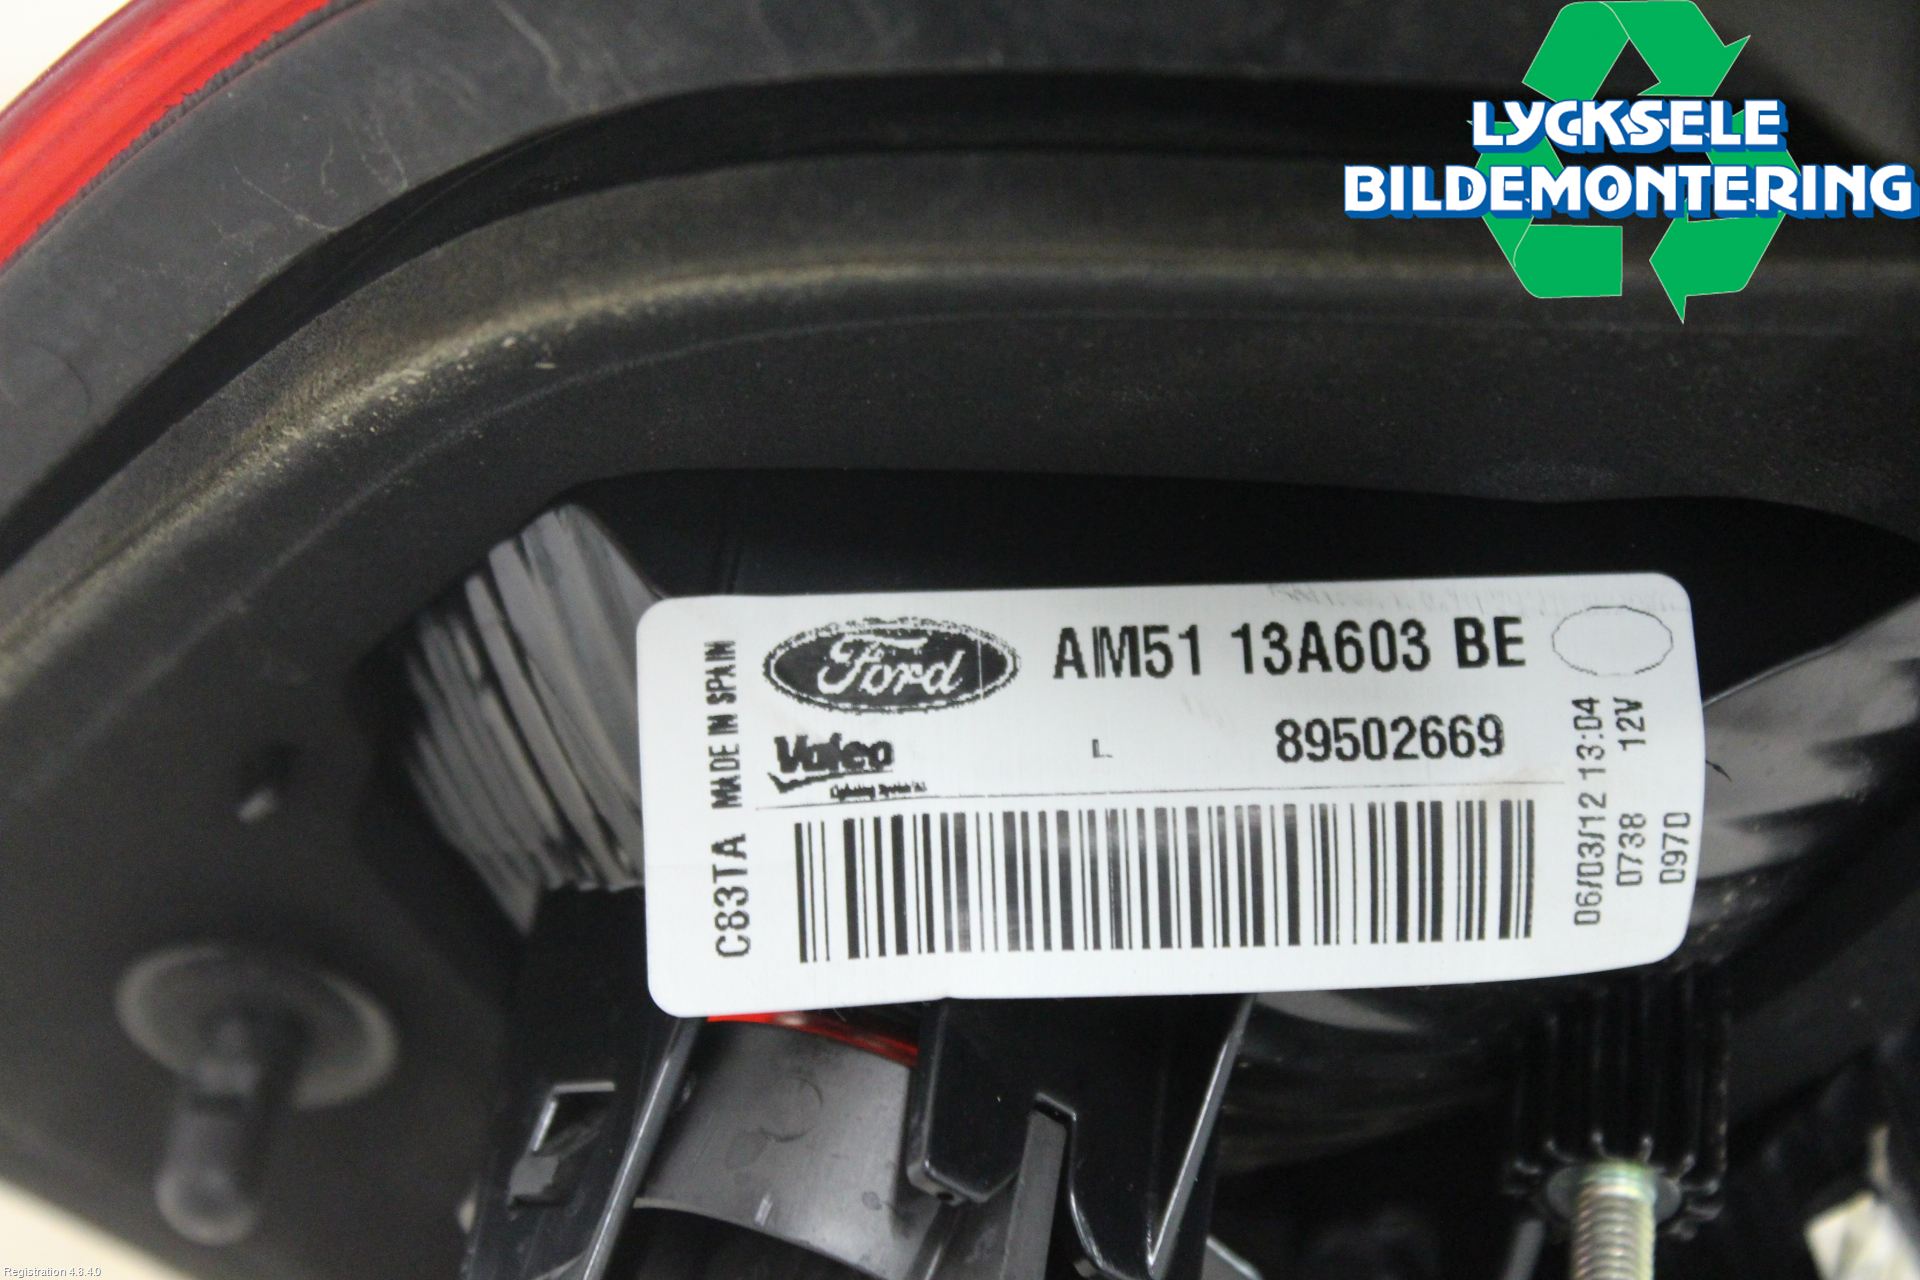 LYCKSELE
BILDEMONTERING
Ford
AM51 13A603 BE
Valeo
L
89502669
MADE IN SPAIN
C83TA
06/03/12 13:04
0738 12V
0970
Registration 4.8.4.0